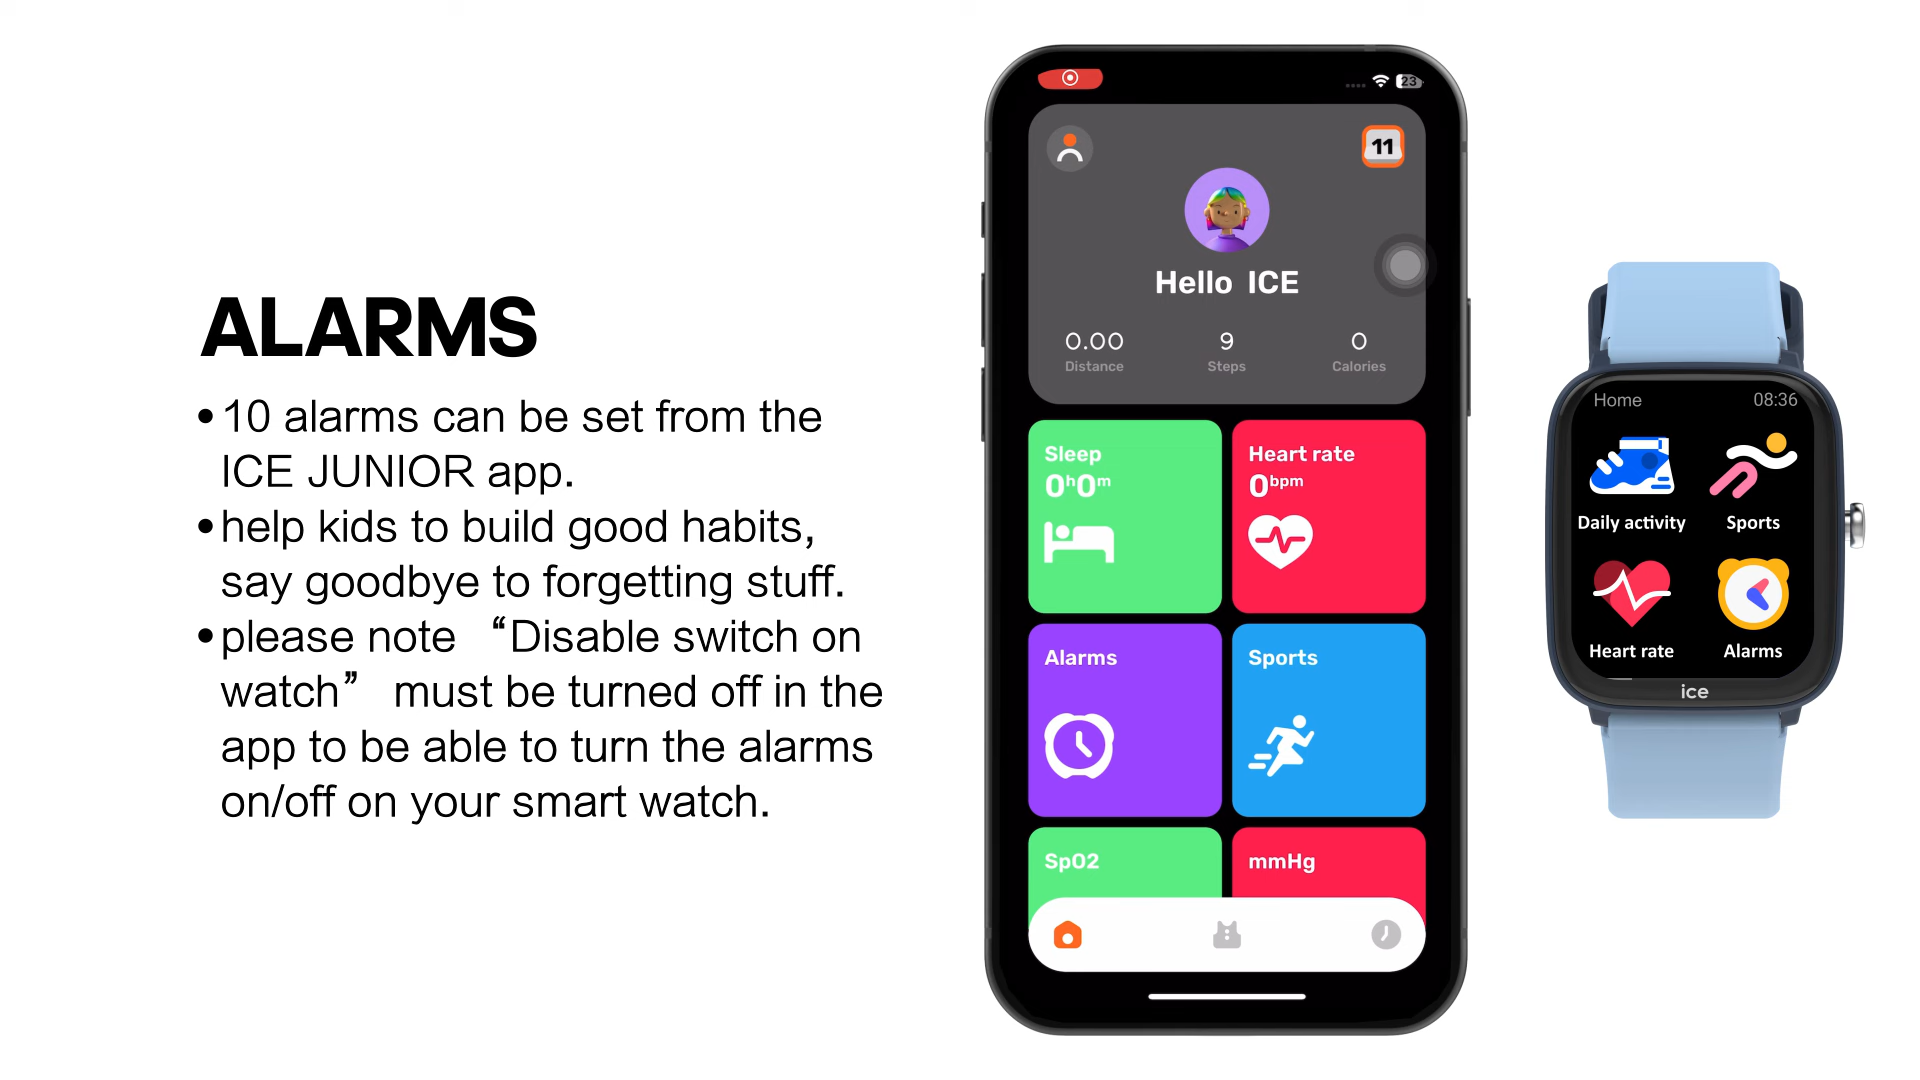 ALARMS
•10 alarms can be set from the
ICE JUNIOR app.
•help kids to build good habits,
say goodbye to forgetting stuff.
•please note “Disable switch on
watch” must be turned off in the
app to be able to turn the alarms
on/off on your smart watch.
23
11
Hello ICE
0.00 9 0
Distance Steps Calories
Sleep Heart rate
0h0m 0bpm
Alarms Sports
SpO2 mmHg
Home 08:36
Daily activity Sports
Heart rate Alarms
ice